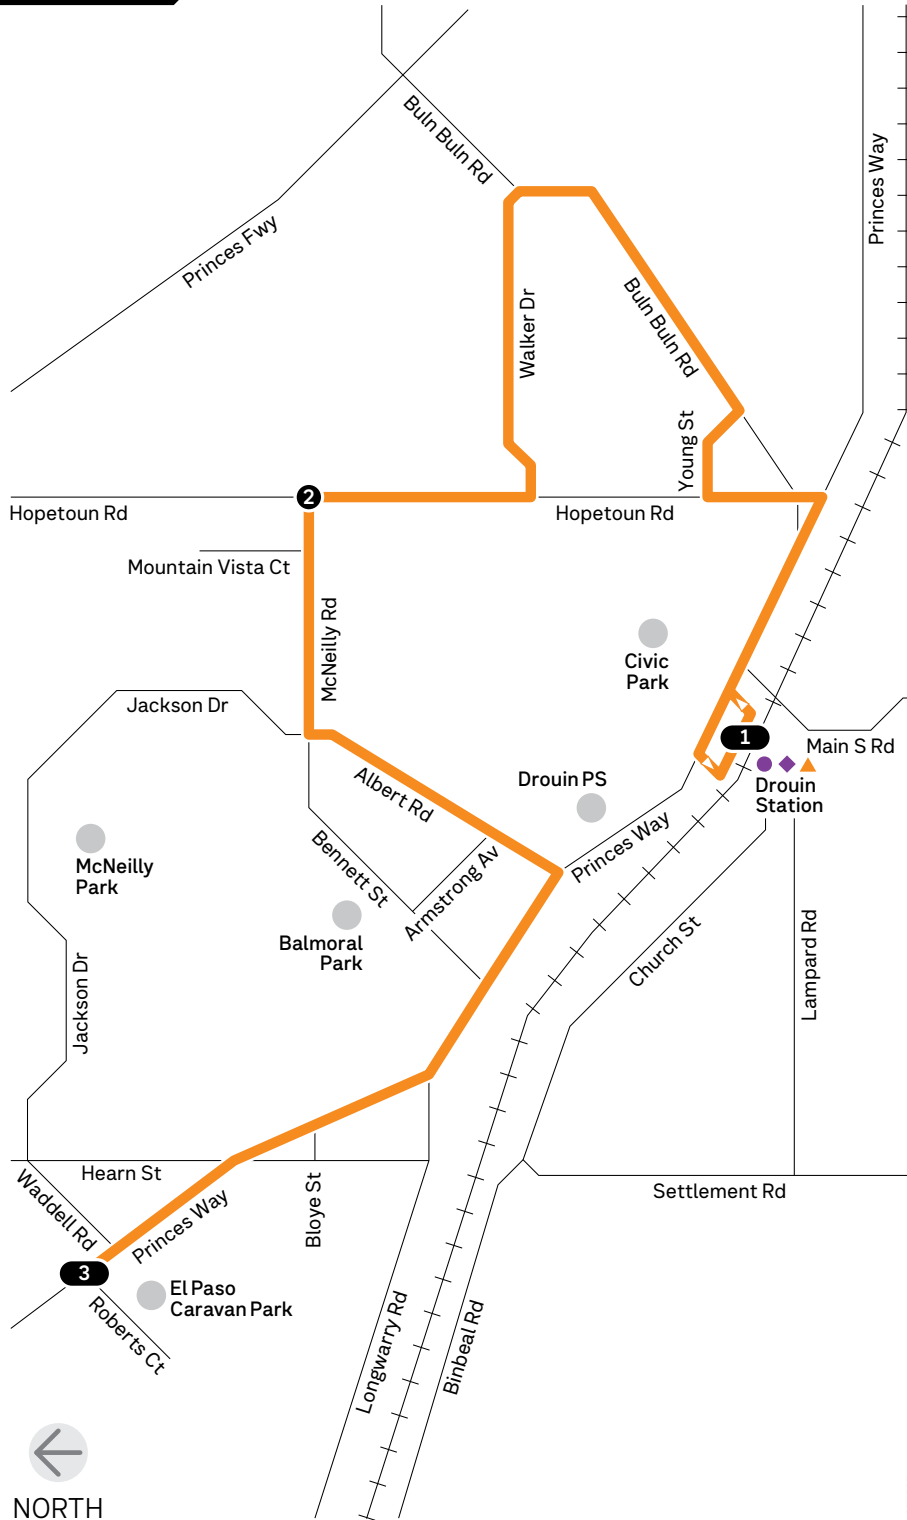 Buln Buln Rd
Princes Way
Princes Fwy
Walker Dr
Buln Buln Rd
Young St
2
Hopetoun Rd
Hopetoun Rd
Mountain Vista Ct
McNeilly Rd
Civic
Park
Jackson Dr
1
Main S Rd
Albert Rd
Drouin PS
Drouin
Station
Princes Way
McNeilly
Park
Bennett St
Armstrong Av
Balmoral
Park
Church St
Lampard Rd
Jackson Dr
Hearn St
Waddell Rd
Princes Way
Bloye St
Settlement Rd
3
El Paso
Caravan Park
Roberts Ct
Longwarry Rd
Binbeal Rd
NORTH